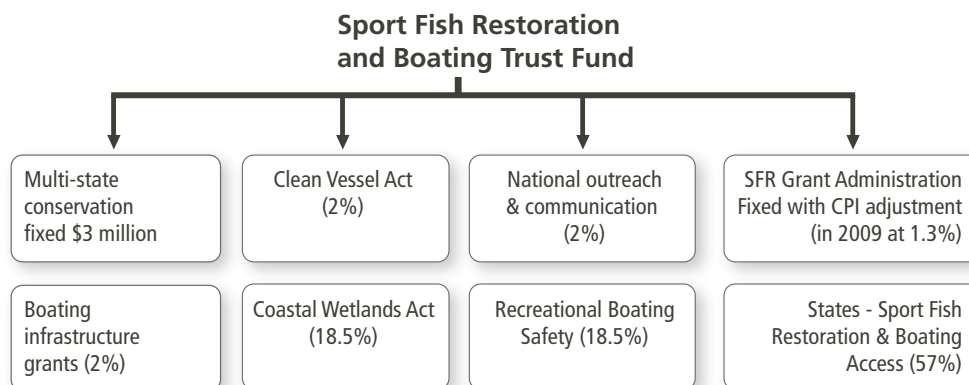 Sport Fish Restoration
and Boating Trust Fund
Multi-state
conservation
fixed $3 million
Clean Vessel Act
(2%)
National outreach
& communication
(2%)
SFR Grant Administration
Fixed with CPI adjustment
(in 2009 at 1.3%)
Boating
infrastructure
grants (2%)
Coastal Wetlands Act
(18.5%)
Recreational Boating
Safety (18.5%)
States - Sport Fish
Restoration & Boating
Access (57%)